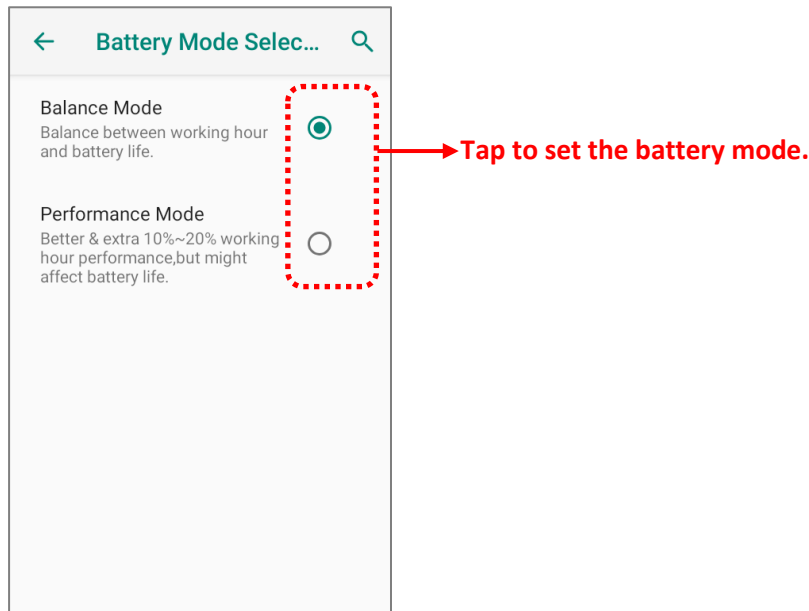 Battery Mode Selec...
Balance Mode
Balance between working hour
and battery life.
Tap to set the battery mode.
Performance Mode
Better & extra 10%~20% working
hour performance,but might
affect battery life.